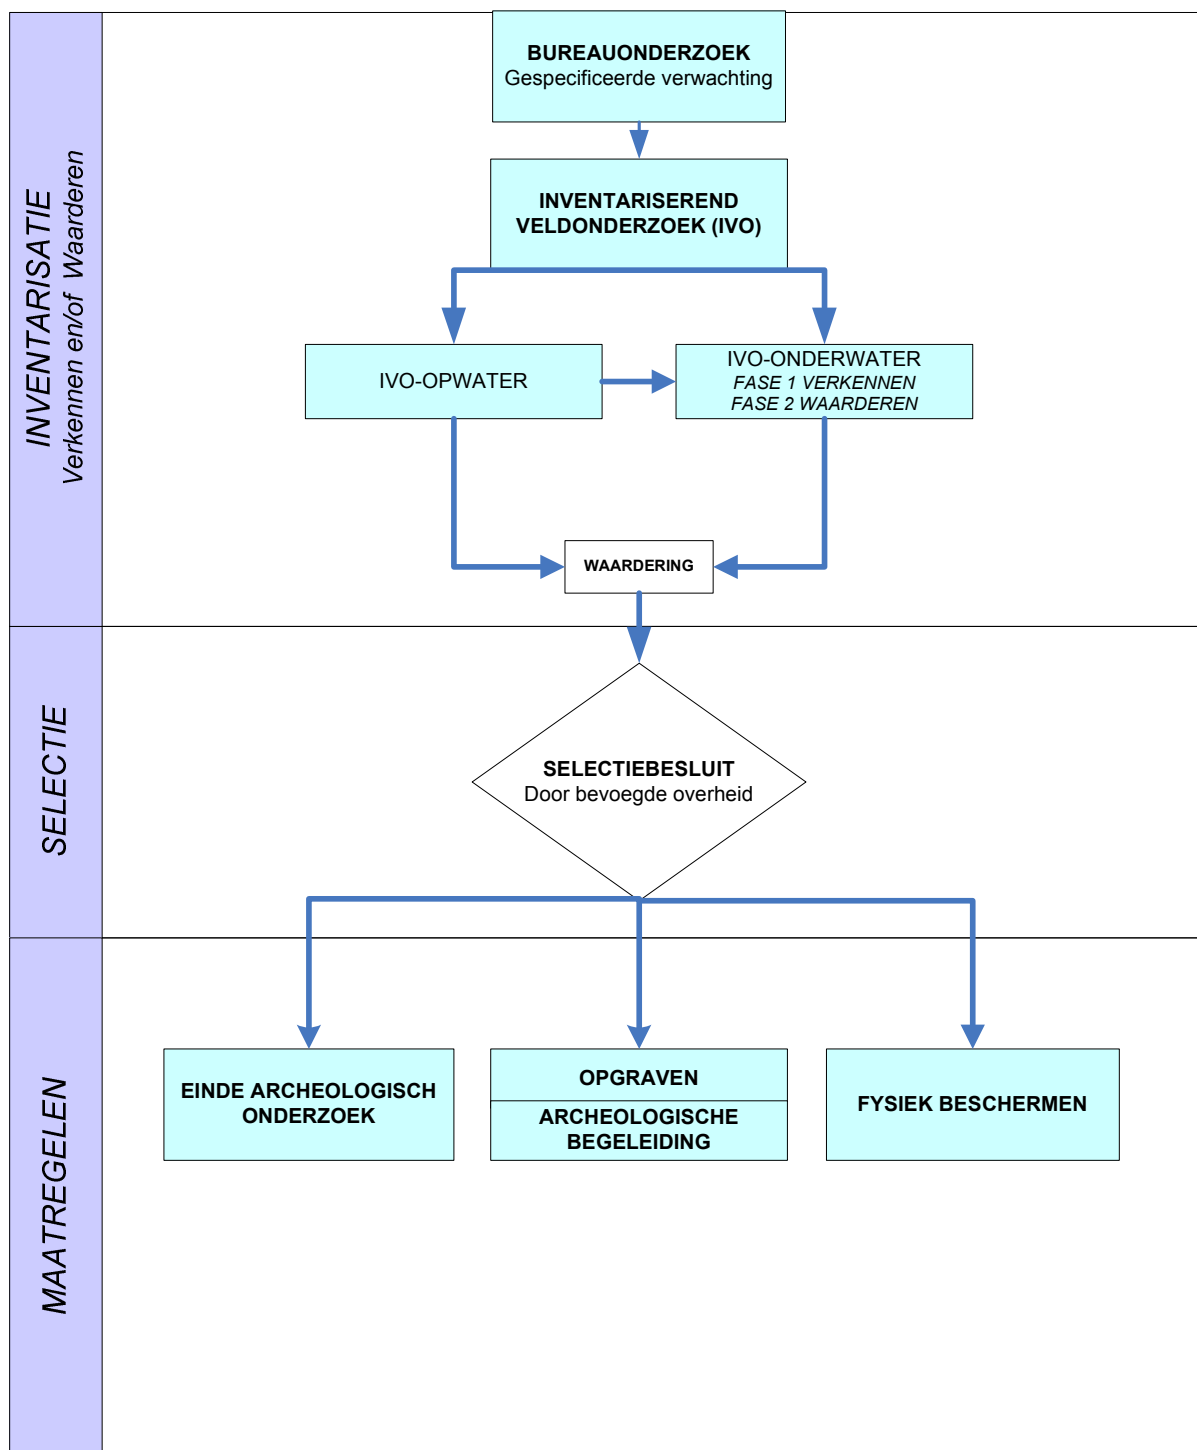 INVENTARISATIE
Verkennen en/of Waarderen
BUREAUONDERZOEK
Gespecificeerde verwachting
INVENTARISEREND
VELDONDERZOEK (IVO)
IVO-OPWATER
IVO-ONDERWATER
FASE 1 VERKENNEN
FASE 2 WAARDEREN
WAARDERING
SELECTIE
SELECTIEBESLUIT
Door bevoegde overheid
MAATREGELEN
EINDE ARCHEOLOGISCH
ONDERZOEK
OPGRAVEN
ARCHEOLOGISCHE
BEGELEIDING
FYSIEK BESCHERMEN